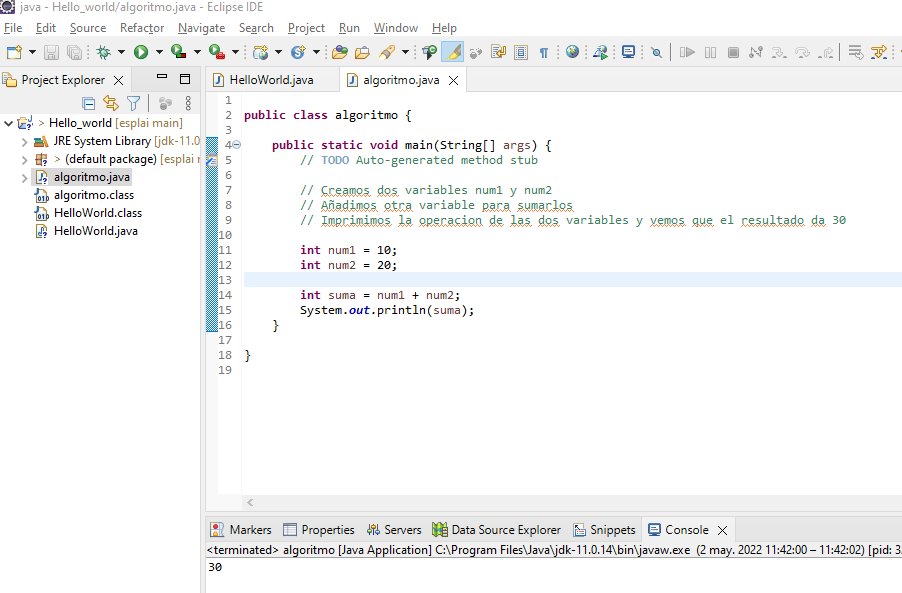 java - Hello_world/algoritmo.java - Eclipse IDE
File Edit Source Refactor Navigate Search Project Run Window Help
Project Explorer
Hello_world [esplai main]
JRE System Library [jdk-11.0
> (default package) [esplai
algoritmo.java
algoritmo.class
HelloWorld.class
HelloWorld.java
HelloWorld.java algoritmo.java
1
2 public class algoritmo {
3
4 public static void main(String[] args) {
5 // TODO Auto-generated method stub
6
7 // Creamos dos variables num1 y num2
8 // Añadimos otra variable para sumarlos
9 // Imprimimos la operacion de las dos variables y vemos que el resultado da 30
10
11 int num1 = 10;
12 int num2 = 20;
13
14 int suma = num1 + num2;
15 System.out.println(suma);
16 }
17
18 }
19
Markers Properties Servers Data Source Explorer Snippets Console
<terminated> algoritmo [Java Application] C:\Program Files\Java\jdk-11.0.14\bin\javaw.exe (2 may. 2022 11:42:00 – 11:42:02) [pid: 3
30